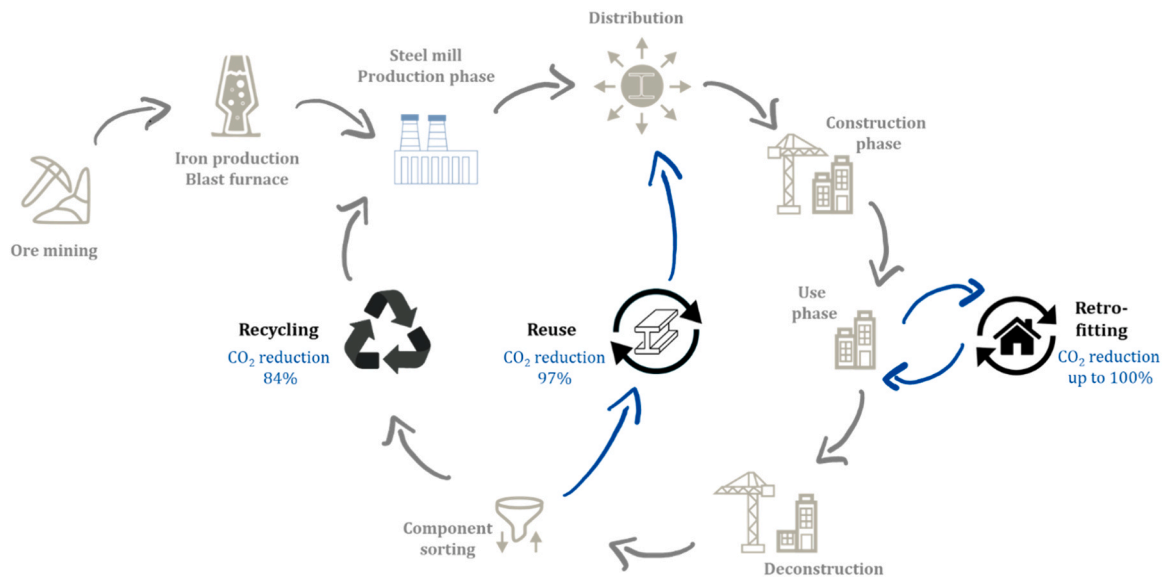 Distribution
Steel mill
Production phase
Construction
phase
Iron production
Blast furnace
Ore mining
Use
phase
Recycling
CO₂ reduction
84%
Reuse
CO₂ reduction
97%
Retro-
fitting
CO₂ reduction
up to 100%
Component
sorting
Deconstruction